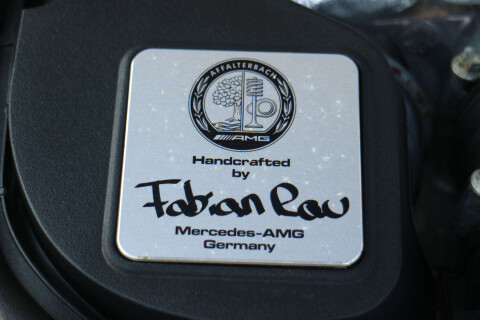 AFFALTERBACH
AMG
Handcrafted
by
Fabian Rau
Mercedes-AMG
Germany